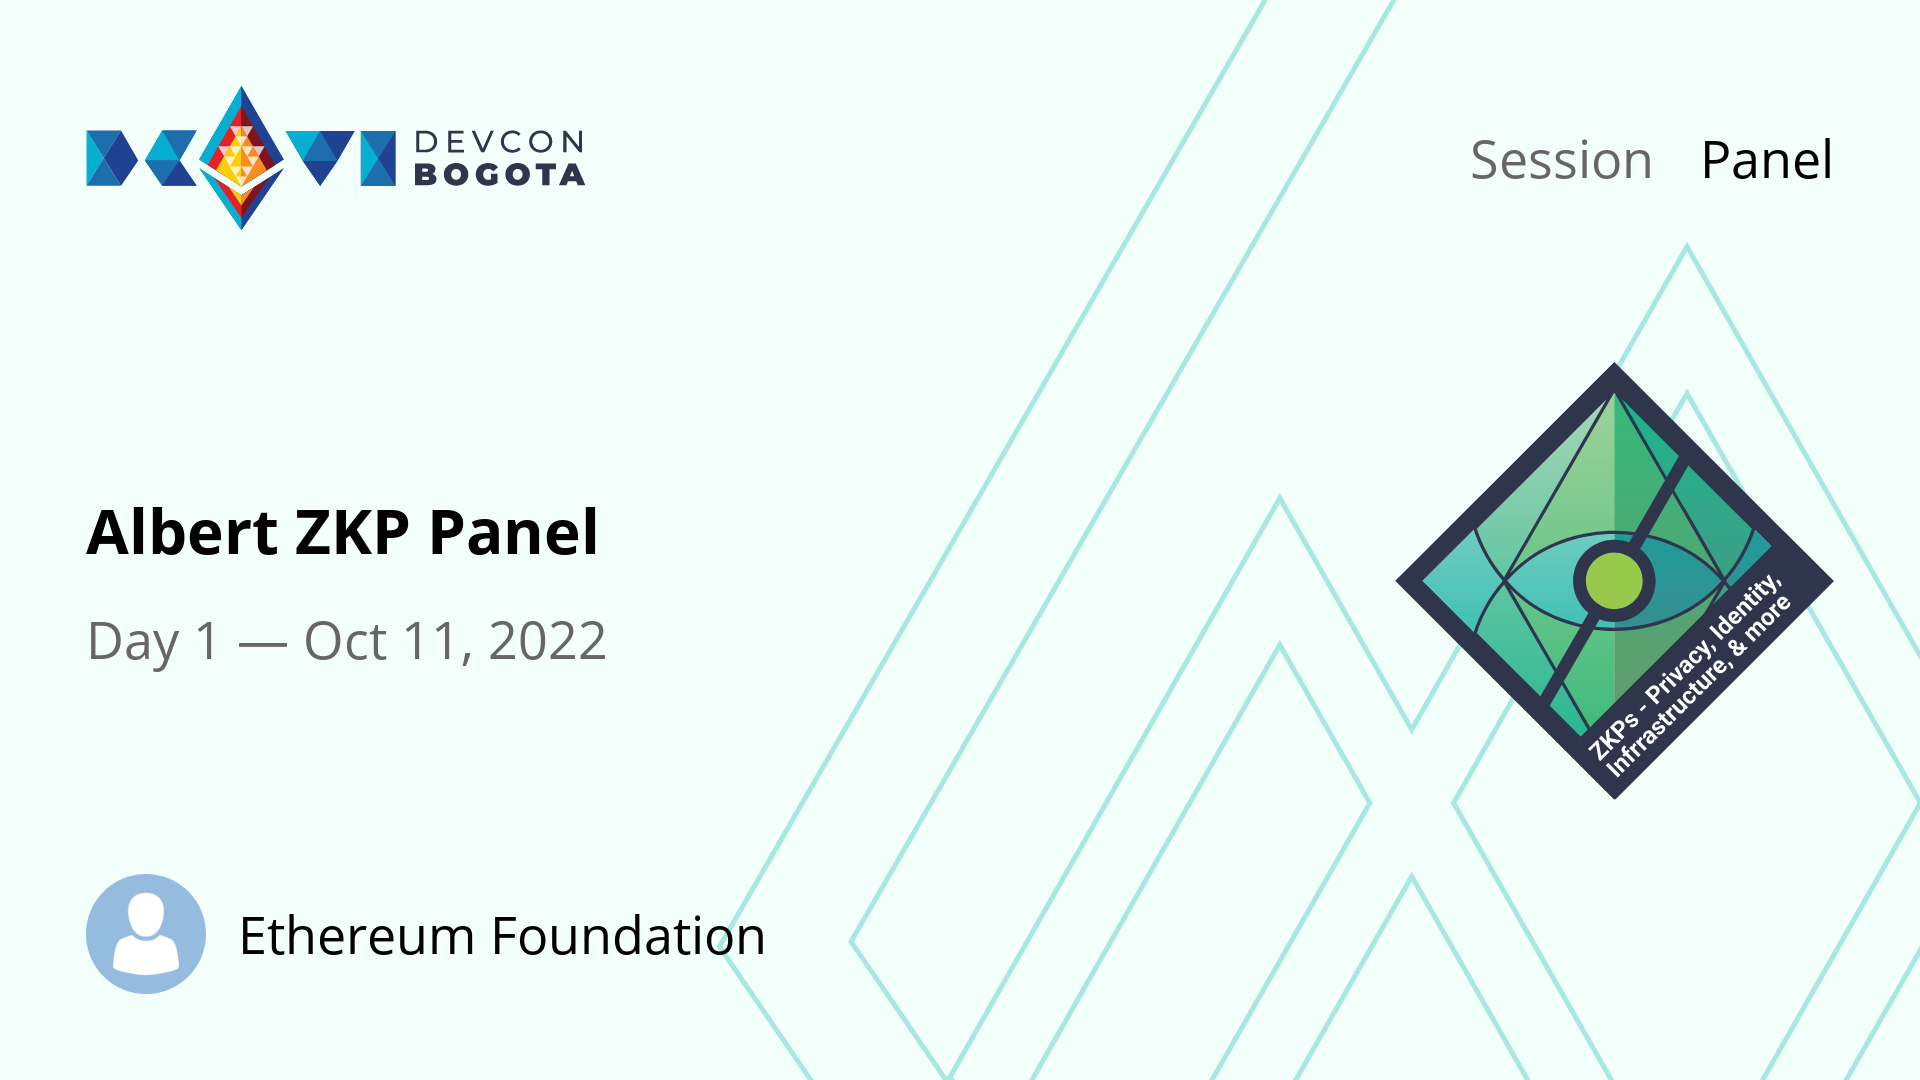 DEVCON
BOGOTA
Session Panel
Albert ZKP Panel
Day 1 — Oct 11, 2022
ZKPs - Privacy, Identity,
Infrrastructure, & more
Ethereum Foundation